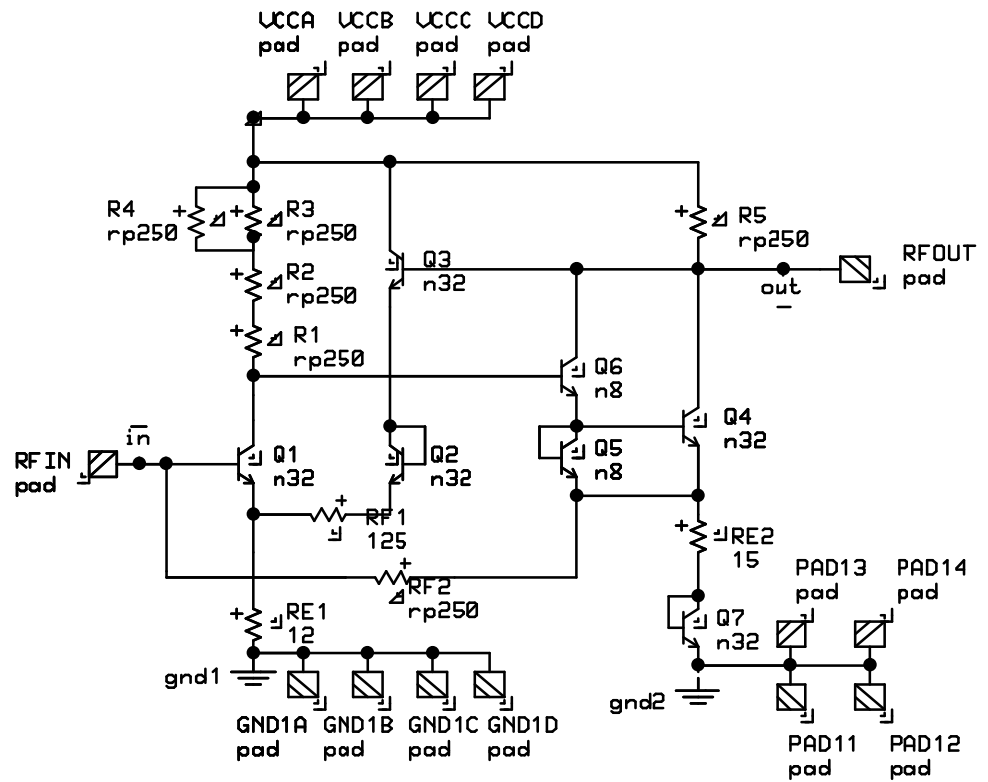 VCCA VCCB VCCC VCCD
pad pad pad pad
R4 + + R3 + R5
rp250 rp250 rp250
RFOUT
pad
Q3
n32
+ R2
rp250
out
+ R1
rp250
Q6
n8
Q4
n32
in
RFIN
pad
Q1
n32
Q2
n32
Q5
n8
+
RF1
125
+ RE2
15
+
RF2
rp250
PAD13 PAD14
pad pad
+ RE1
12
Q7
n32
gnd1
gnd2
GND1A GND1B GND1C GND1D
pad pad pad pad
PAD11 PAD12
pad pad